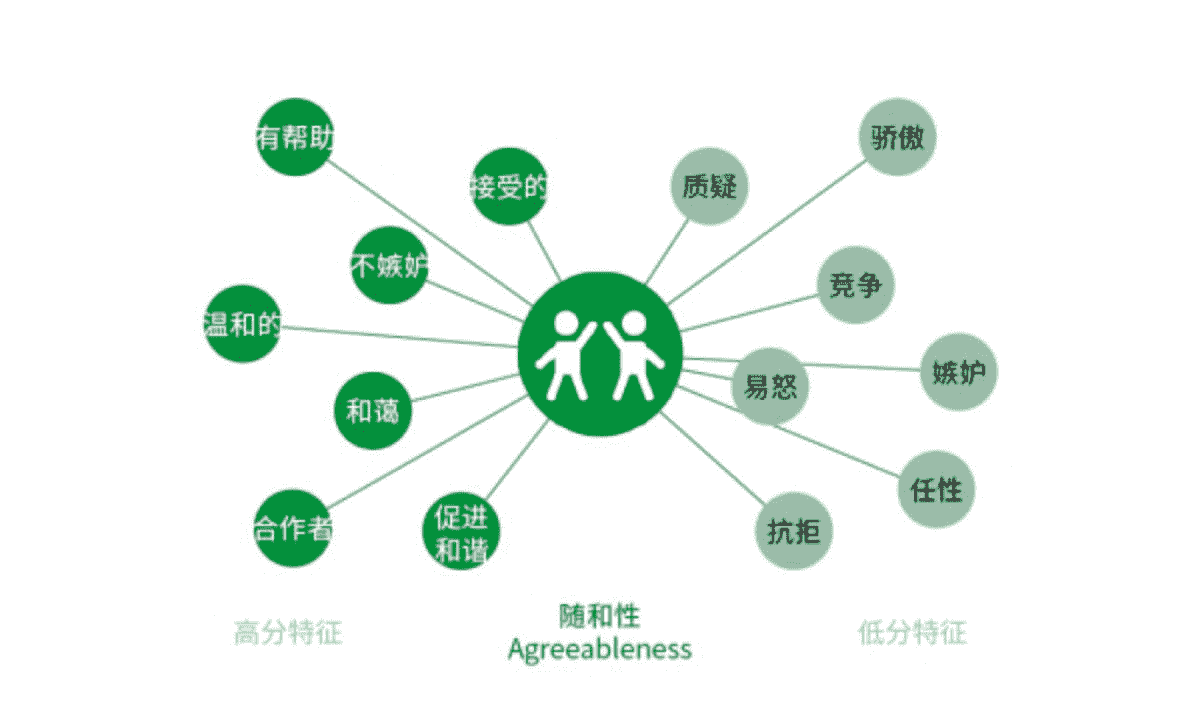 有帮助
接受的
不嫉妒
温和的
和蔼
合作者
促进
和谐
质疑
骄傲
竞争
嫉妒
易怒
任性
抗拒
高分特征
随和性
Agreeableness
低分特征